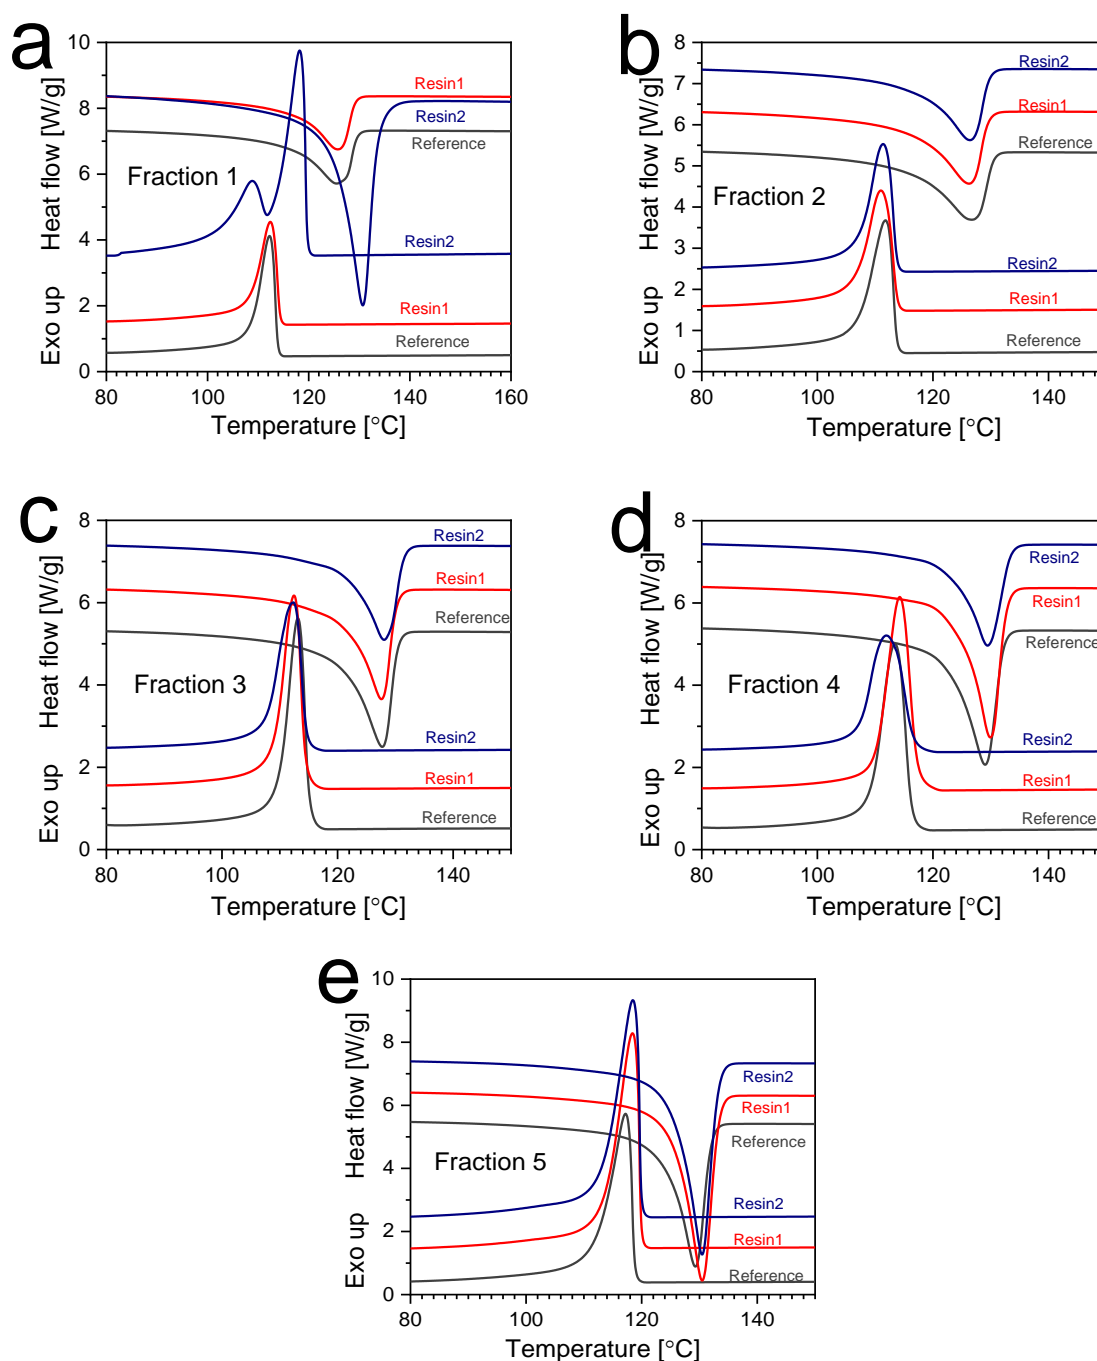 a
10
8
6
4
2
0
Heat flow [W/g]
Exo up
Resin1
Resin2
Reference
Fraction 1
Resin2
Resin1
Reference
80 100 120 140 160
Temperature [°C]
b
8
7
6
5
4
3
2
1
0
Heat flow [W/g]
Exo up
Resin2
Resin1
Reference
Fraction 2
Resin2
Resin1
Reference
80 100 120 140
Temperature [°C]
c
8
6
4
2
0
Heat flow [W/g]
Exo up
Resin2
Resin1
Reference
Fraction 3
Resin2
Resin1
Reference
80 100 120 140
Temperature [°C]
d
8
6
4
2
0
Heat flow [W/g]
Exo up
Resin2
Resin1
Reference
Fraction 4
Resin2
Resin1
Reference
80 100 120 140
Temperature [°C]
e
10
8
6
4
2
0
Heat flow [W/g]
Exo up
Resin2
Resin1
Reference
Fraction 5
Resin2
Resin1
Reference
80 100 120 140
Temperature [°C]